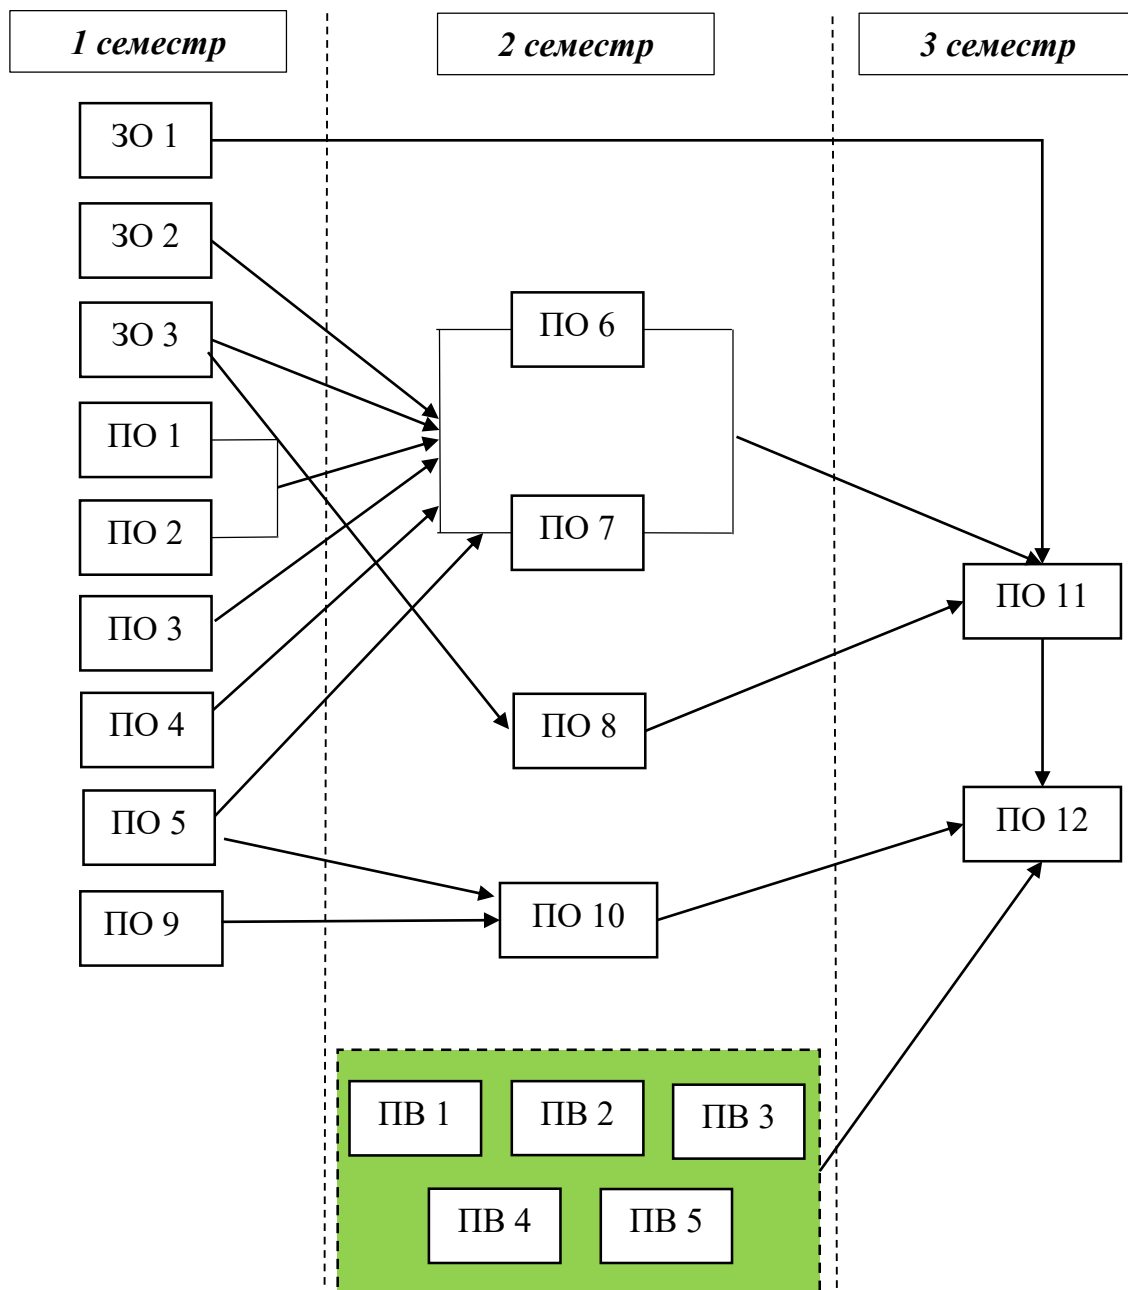 1 семестр
2 семестр
3 семестр
ЗО 1
ЗО 2
ЗО 3
ПО 1
ПО 2
ПО 3
ПО 4
ПО 5
ПО 9
ПО 6
ПО 7
ПО 8
ПО 10
ПО 11
ПО 12
ПВ 1
ПВ 2
ПВ 3
ПВ 4
ПВ 5